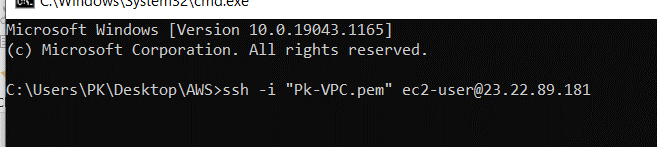 C:\Windows\System32\cmd.exe
Microsoft Windows [Version 10.0.19043.1165]
(c) Microsoft Corporation. All rights reserved.
C:\Users\PK\Desktop\AWS>ssh -i "Pk-VPC.pem" ec2-user@23.22.89.181